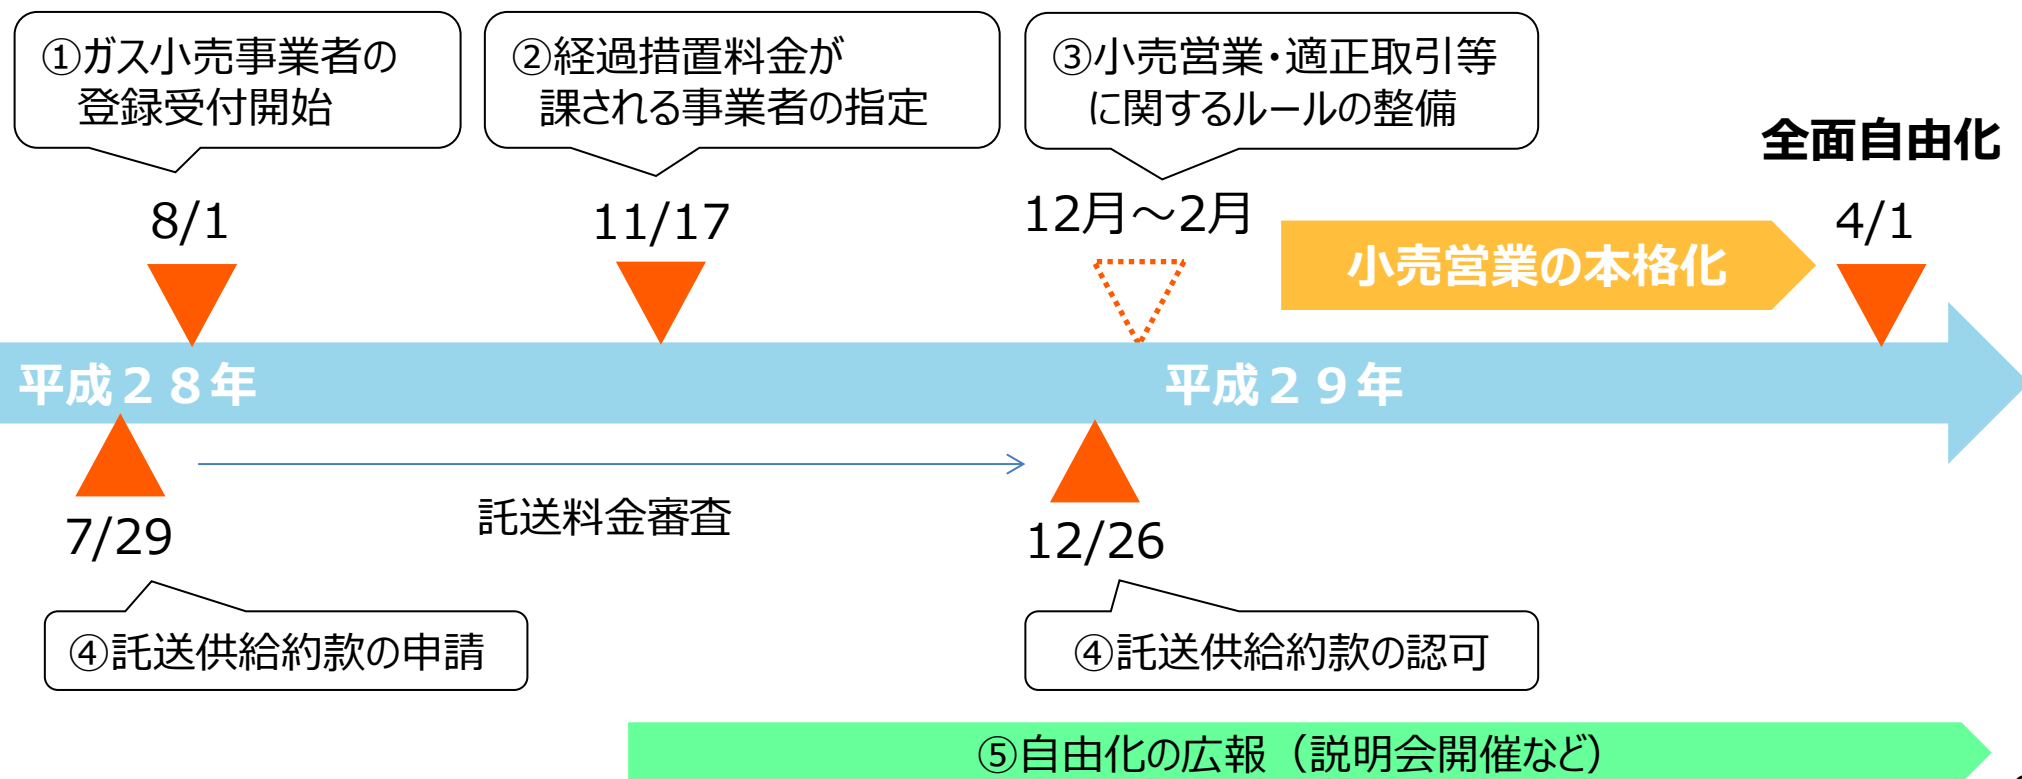 ①ガス小売事業者の
登録受付開始
②経過措置料金が
課される事業者の指定
③小売営業・適正取引等
に関するルールの整備
全面自由化
8/1
11/17
12月～2月
4/1
小売営業の本格化
平成２８年
平成２９年
託送料金審査
7/29
12/26
④託送供給約款の申請
④託送供給約款の認可
⑤自由化の広報（説明会開催など）